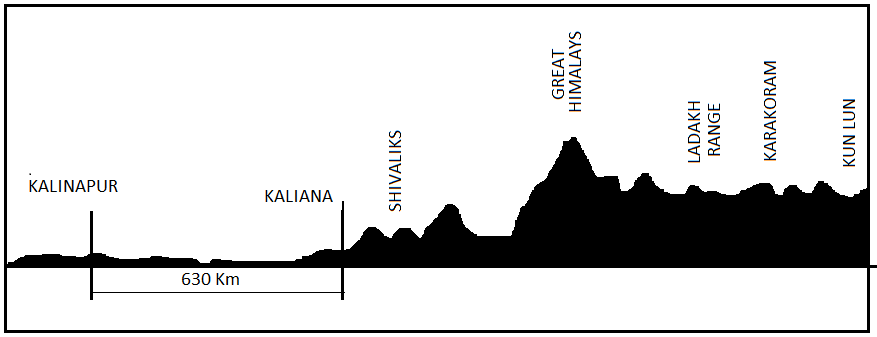 KALINAPUR
KALIANA
SHIVALIKS
GREAT
HIMALAYS
LADAKH
RANGE
KARAKORAM
KUN LUN
630 Km